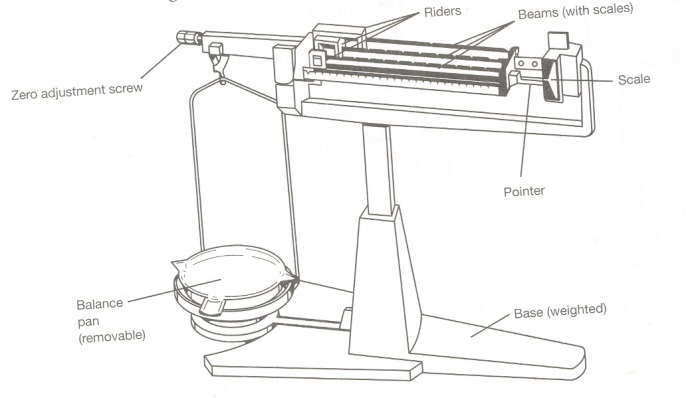 Riders
Beams (with scales)
Zero adjustment screw
Scale
Pointer
Balance
pan
(removable)
Base (weighted)